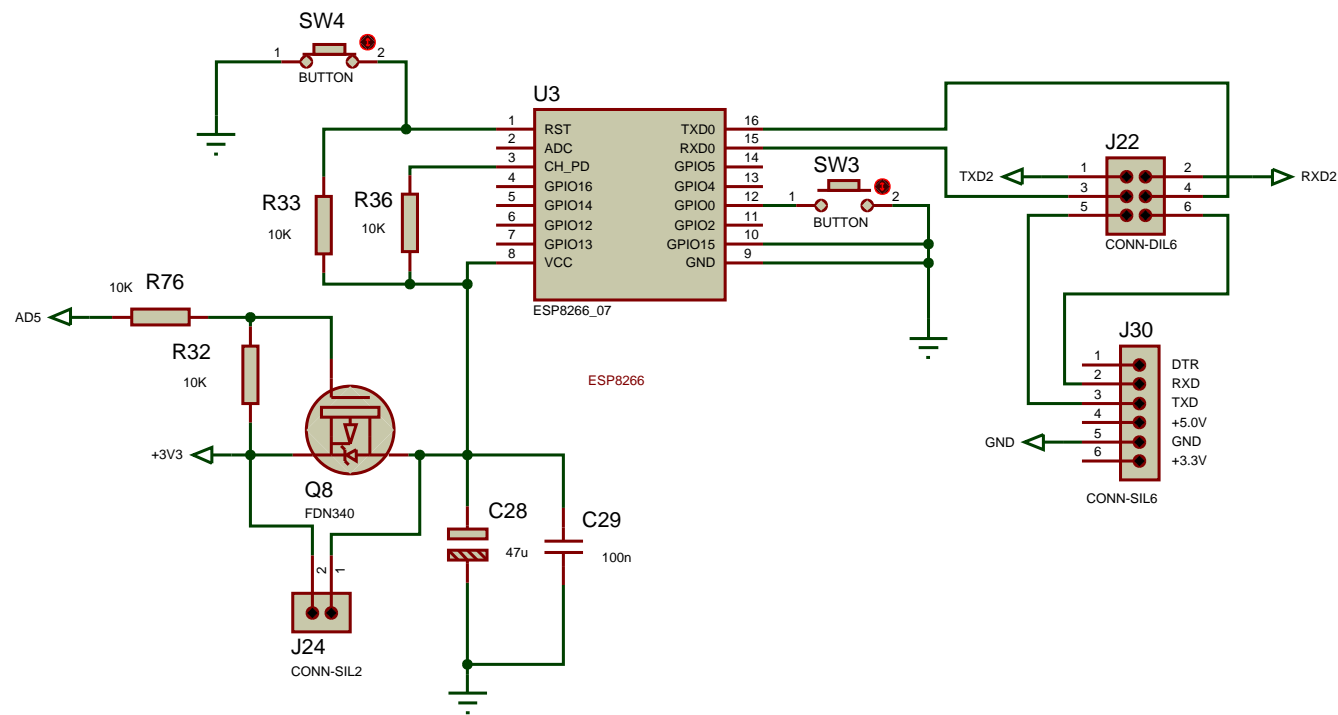 SW4
1
2
BUTTON
U3
1
RST
2
ADC
3
CH_PD
4
GPIO16
5
GPIO14
6
GPIO12
7
GPIO13
8
VCC
TXD0
16
RXD0
15
GPIO5
14
GPIO4
13
GPIO0
12
GPIO2
11
GPIO15
10
GND
9
ESP8266_07
ESP8266
SW3
1
2
BUTTON
J22
TXD2
1
2
RXD2
3
4
5
6
CONN-DIL6
R33
10K
R36
10K
10K
R76
AD5
R32
10K
+3V3
Q8
FDN340
C28
47u
C29
100n
2
1
J24
CONN-SIL2
J30
1
DTR
2
RXD
3
TXD
4
+5.0V
GND
5
GND
6
+3.3V
CONN-SIL6